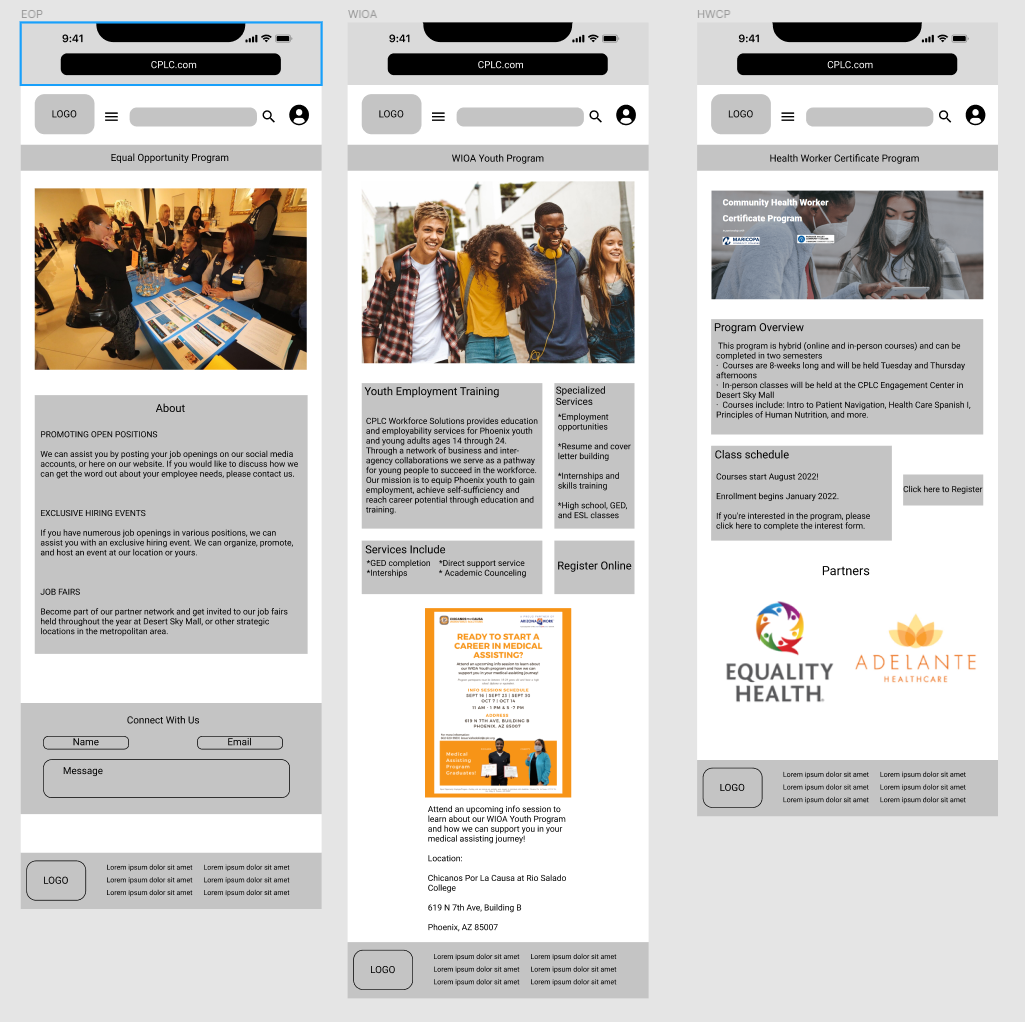 EOP
9:41
CPLC.com
LOGO
Equal Opportunity Program
About
PROMOTING OPEN POSITIONS
We can assist you by posting your job openings on our social media
accounts, or here on our website. If you would like to discuss how we
can get the word out about your employee needs, please contact us.
EXCLUSIVE HIRING EVENTS
If you have numerous job openings in various positions, we can
assist you with an exclusive hiring event. We can organize, promote,
and host an event at our location or yours.
JOB FAIRS
Become part of our partner network and get invited to our job fairs
held throughout the year at Desert Sky Mall, or other strategic
locations in the metropolitan area.
Connect With Us
Name
Email
Message
LOGO
Lorem ipsum dolor sit amet
Lorem ipsum dolor sit amet
Lorem ipsum dolor sit amet
Lorem ipsum dolor sit amet
Lorem ipsum dolor sit amet
Lorem ipsum dolor sit amet
WIOA
9:41
CPLC.com
LOGO
WIOA Youth Program
Youth Employment Training
CPLC Workforce Solutions provides education
and employability services for Phoenix youth
and young adults ages 14 through 24.
Through a network of business and inter-
agency collaborations we serve as a pathway
for young people to succeed in the workforce.
Our mission is to equip Phoenix youth to gain
employment, achieve self-sufficiency and
reach career potential through education and
training.
Specialized
Services
*Employment
opportunities
*Resume and cover
letter building
*Internships and
skills training
*High school, GED,
and ESL classes
Services Include
*GED completion
*Direct support service
*Interships
* Academic Counceling
Register Online
CHICANOS POR LA CAUSA
ARIZONA@WORK
READY TO START A
CAREER IN MEDICAL
ASSISTING?
Attend an upcoming info session to learn about
our WIOA Youth program and how we can
support you in your medical assisting journey!
INFO SESSION SCHEDULE
SEPT 16 | SEPT 23 | SEPT 30
OCT 7 | OCT 14
11 AM - 1 PM & 5 -7 PM
ADDRESS
619 N 7TH AVE, BUILDING B
PHOENIX, AZ 85007
Medical
Assisting
Program
Graduates!
Attend an upcoming info session to
learn about our WIOA Youth Program
and how we can support you in your
medical assisting journey!
Location:
Chicanos Por La Causa at Rio Salado
College
619 N 7th Ave, Building B
Phoenix, AZ 85007
LOGO
Lorem ipsum dolor sit amet
Lorem ipsum dolor sit amet
Lorem ipsum dolor sit amet
Lorem ipsum dolor sit amet
Lorem ipsum dolor sit amet
Lorem ipsum dolor sit amet
HWCP
9:41
CPLC.com
LOGO
Health Worker Certificate Program
Community Health Worker
Certificate Program
MARICOPA
Program Overview
This program is hybrid (online and in-person courses) and can be
completed in two semesters
· Courses are 8-weeks long and will be held Tuesday and Thursday
afternoons
· In-person classes will be held at the CPLC Engagement Center in
Desert Sky Mall
· Courses include: Intro to Patient Navigation, Health Care Spanish I,
Principles of Human Nutrition, and more.
Class schedule
Courses start August 2022!
Enrollment begins January 2022.
If you're interested in the program, please
click here to complete the interest form.
Click here to Register
Partners
EQUALITY
HEALTH.
ADELANTE
HEALTHCARE
LOGO
Lorem ipsum dolor sit amet
Lorem ipsum dolor sit amet
Lorem ipsum dolor sit amet
Lorem ipsum dolor sit amet
Lorem ipsum dolor sit amet
Lorem ipsum dolor sit amet